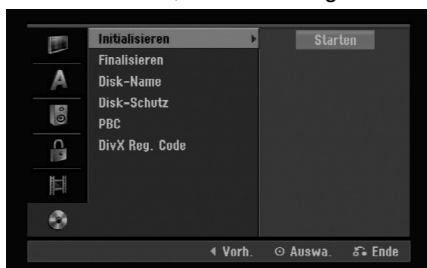 Initialisieren
Starten
Finalisieren
Disk-Name
Disk-Schutz
PBC
DivX Reg. Code
Vorh. Auswa. Ende